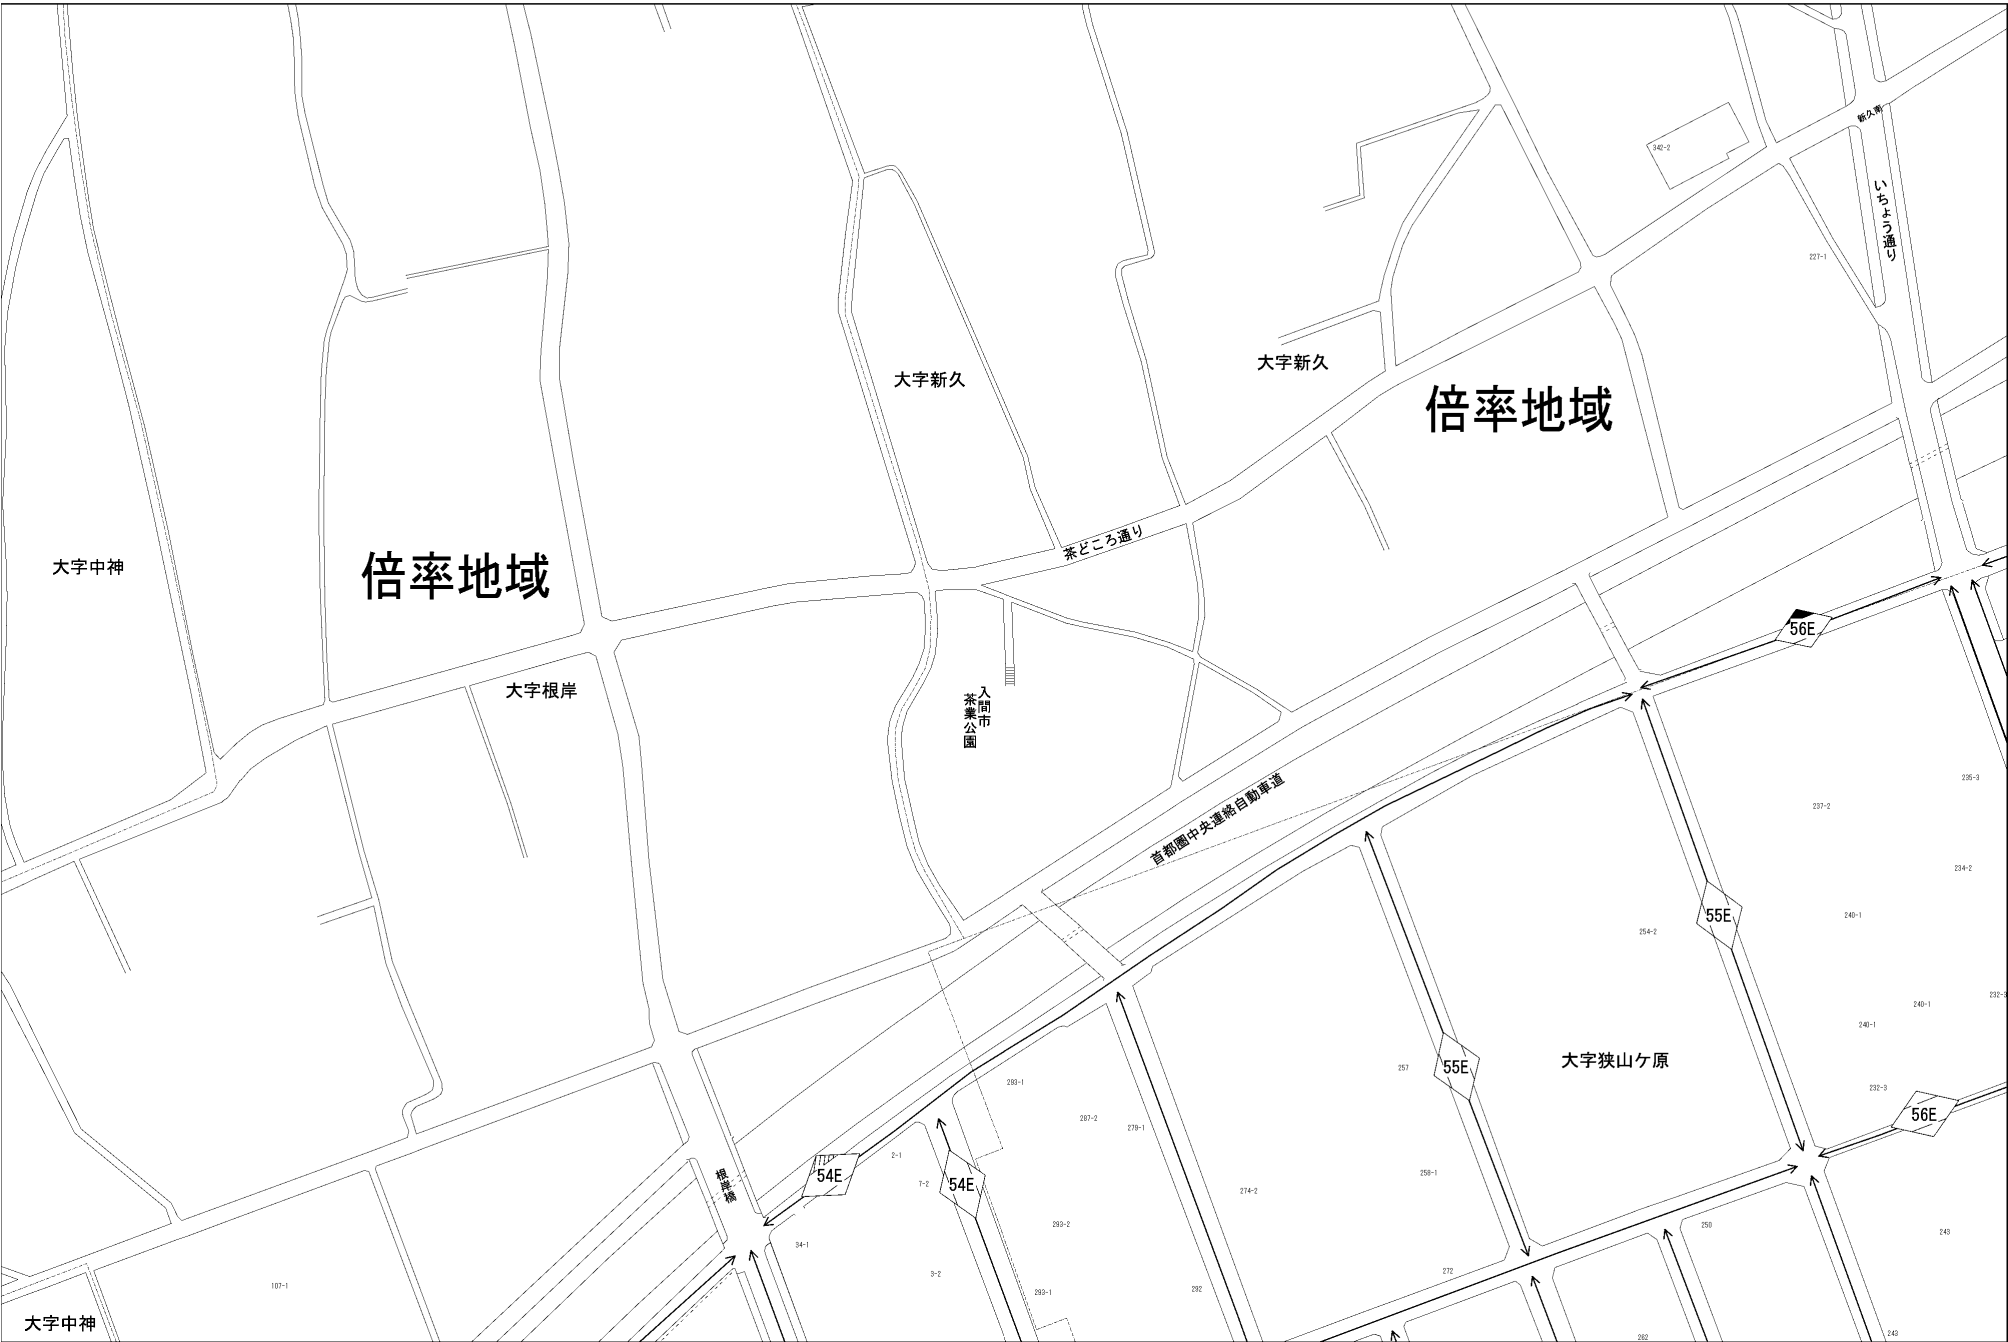 新久南
342-2
いちょう通り
227-1
大字新久
大字新久
倍率地域
茶どころ通り
大字中神
倍率地域
56E
大字根岸
入間市
茶業公園
235-3
237-2
首都圏中央連絡自動車道
234-2
55E
240-1
254-2
232-3
240-1
240-1
大字狭山ケ原
55E
257
293-1
232-3
56E
287-2
279-1
2-1
54E
7-2
54E
根岸橋
258-1
274-2
293-2
250
243
34-1
3-2
272
107-1
293-1
292
大字中神
262
243